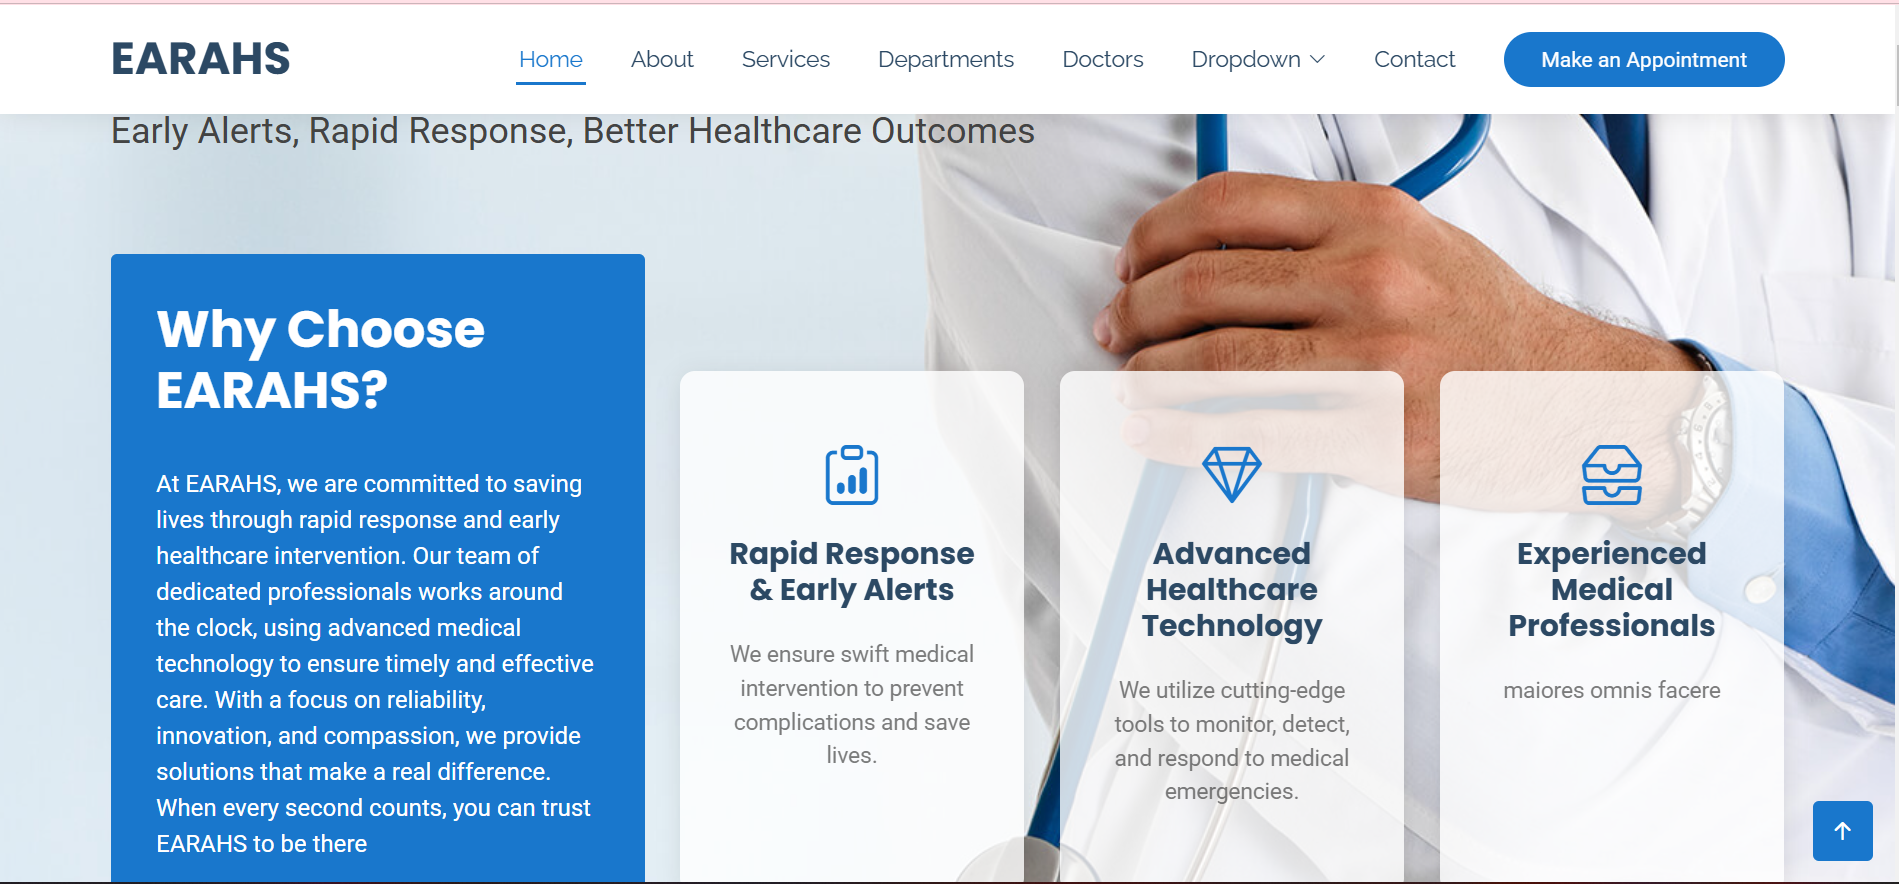 EARAHS
Home About Services Departments Doctors Dropdown Contact Make an Appointment
Early Alerts, Rapid Response, Better Healthcare Outcomes
Why Choose
EARAHS?
At EARAHS, we are committed to saving
lives through rapid response and early
healthcare intervention. Our team of
dedicated professionals works around
the clock, using advanced medical
technology to ensure timely and effective
care. With a focus on reliability,
innovation, and compassion, we provide
solutions that make a real difference.
When every second counts, you can trust
EARAHS to be there
Rapid Response
& Early Alerts
We ensure swift medical
intervention to prevent
complications and save
lives.
Advanced
Healthcare
Technology
We utilize cutting-edge
tools to monitor, detect,
and respond to medical
emergencies.
Experienced
Medical
Professionals
maiores omnis facere